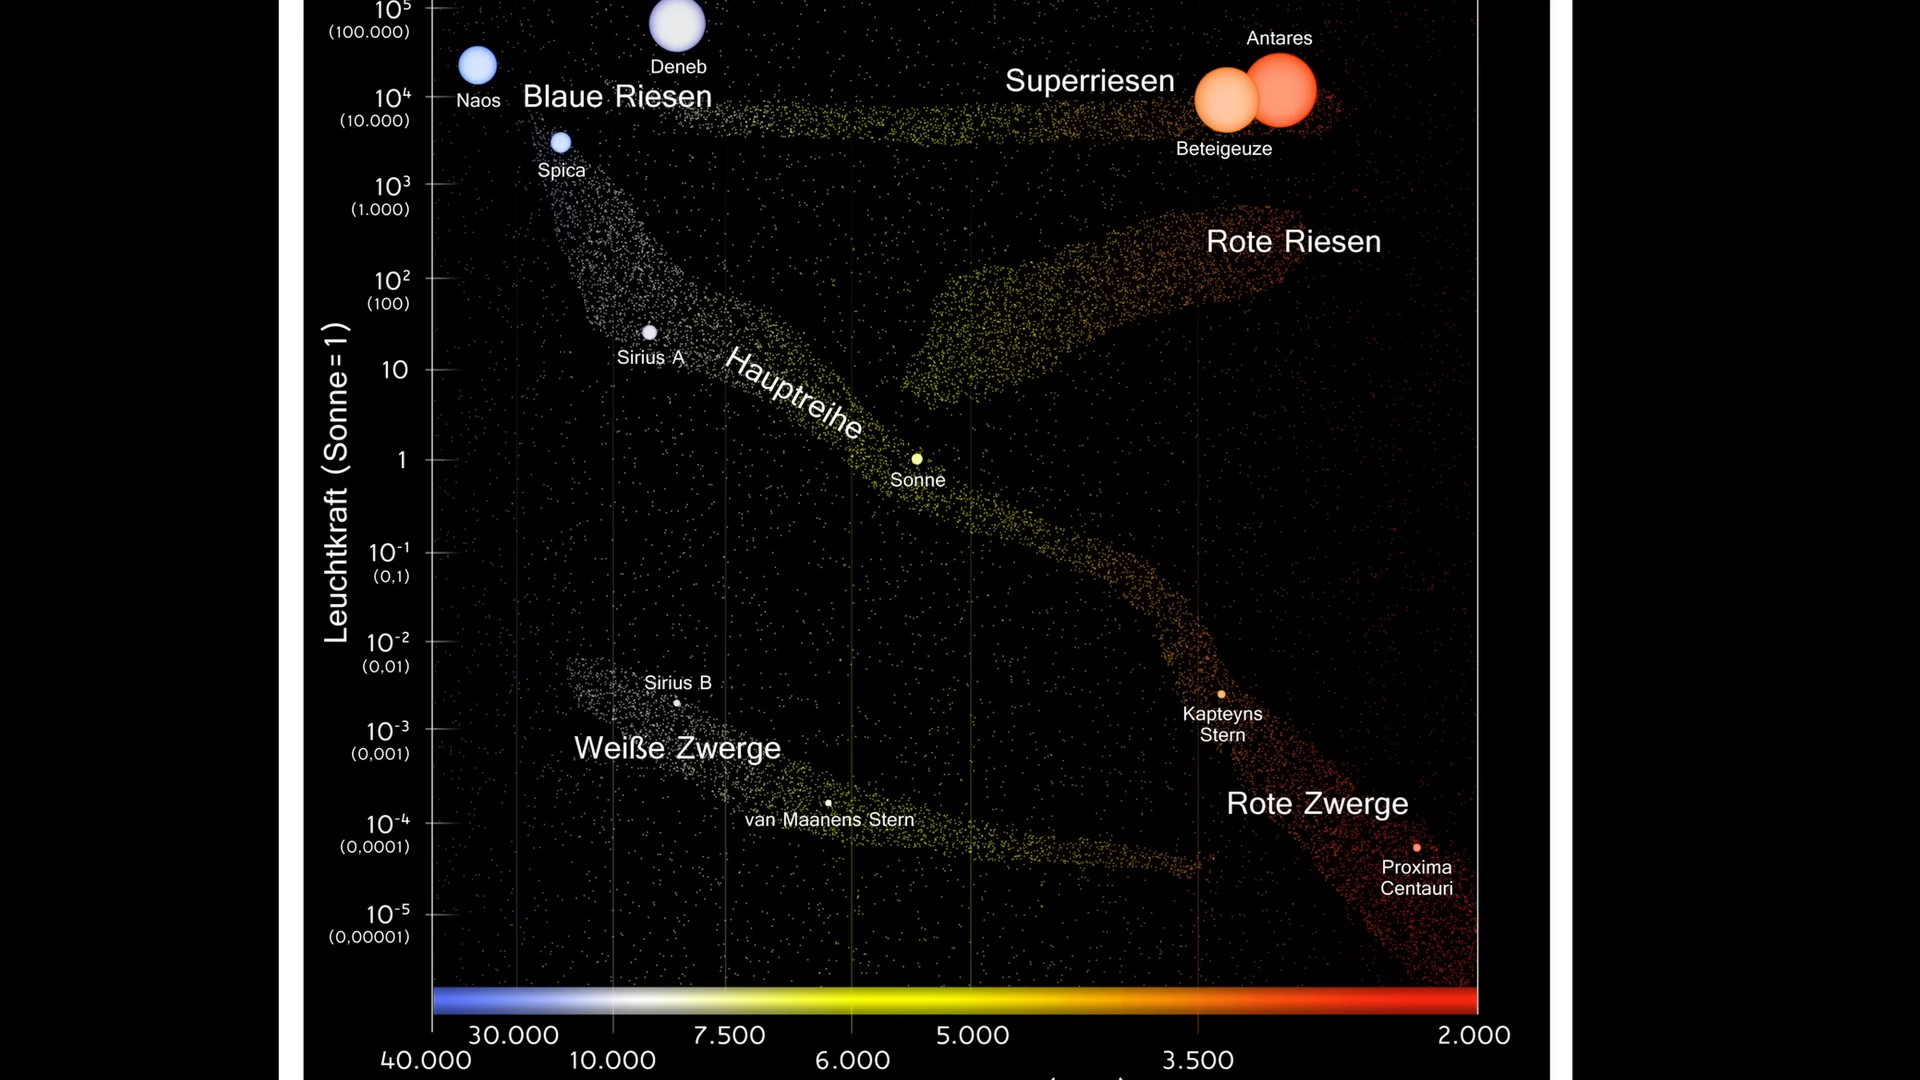 10⁵
(100.000)
Antares
Deneb
Naos
Blaue Riesen
Superriesen
10⁴
(10.000)
Beteigeuze
Spica
10³
(1.000)
Rote Riesen
10²
(100)
Sirius A
10
Hauptreihe
Leuchtkraft (Sonne=1)
1
Sonne
10⁻¹
(0,1)
10⁻²
(0,01)
Sirius B
Kapteyns
Stern
10⁻³
(0,001)
Weiße Zwerge
Rote Zwerge
10⁻⁴
(0,0001)
van Maanens Stern
Proxima
Centauri
10⁻⁵
(0,00001)
30.000 7.500 5.000 2.000
40.000 10.000 6.000 3.500